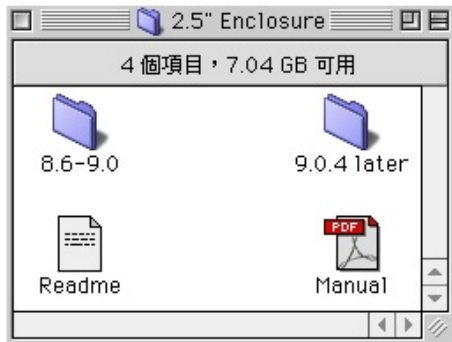 2.5" Enclosure
4 個項目，7.04 GB 可用
8.6-9.0
9.0.4 later
PDF
Readme
Manual